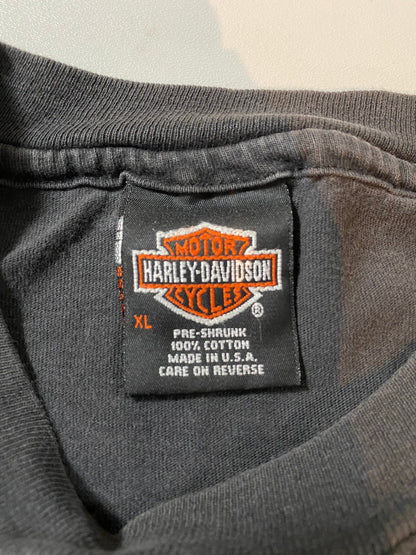 MOTOR
HARLEY-DAVIDSON
CYCLES
®
XL
PRE-SHRUNK
100% COTTON
MADE IN U.S.A.
CARE ON REVERSE